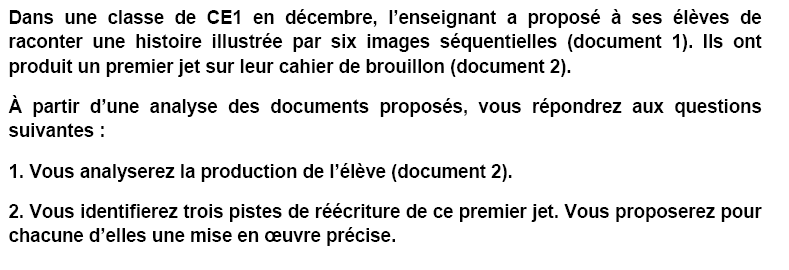 Dans une classe de CE1 en décembre, l'enseignant a proposé à ses élèves de
raconter une histoire illustrée par six images séquentielles (document 1). Ils ont
produit un premier jet sur leur cahier de brouillon (document 2).
À partir d'une analyse des documents proposés, vous répondrez aux questions
suivantes :
1. Vous analyserez la production de l'élève (document 2).
2. Vous identifierez trois pistes de réécriture de ce premier jet. Vous proposerez pour
chacune d'elles une mise en œuvre précise.